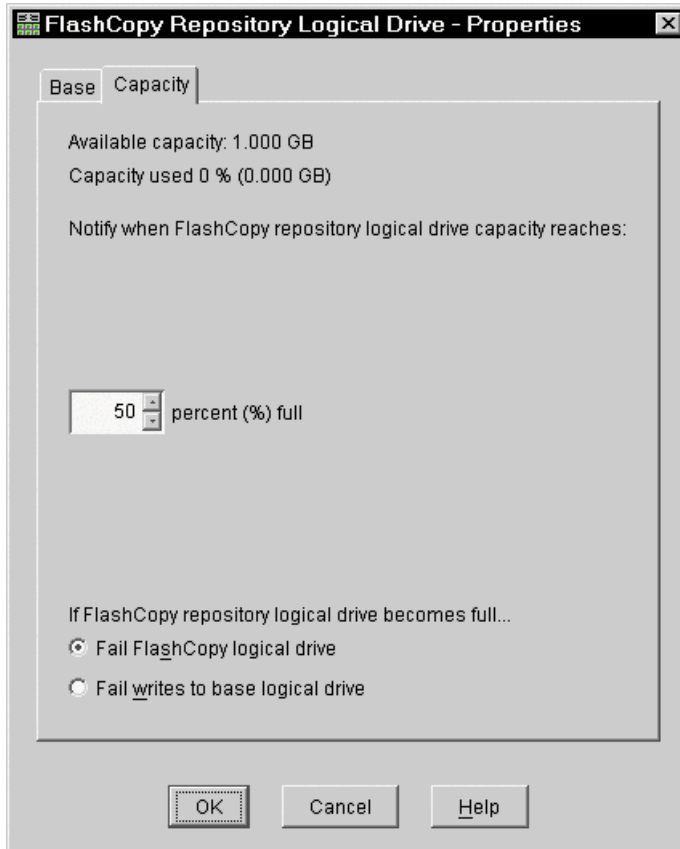 FlashCopy Repository Logical Drive - Properties
Base
Capacity
Available capacity: 1.000 GB
Capacity used 0 % (0.000 GB)
Notify when FlashCopy repository logical drive capacity reaches:
50 percent (%) full
If FlashCopy repository logical drive becomes full...
Fail FlashCopy logical drive
Fail writes to base logical drive
OK
Cancel
Help